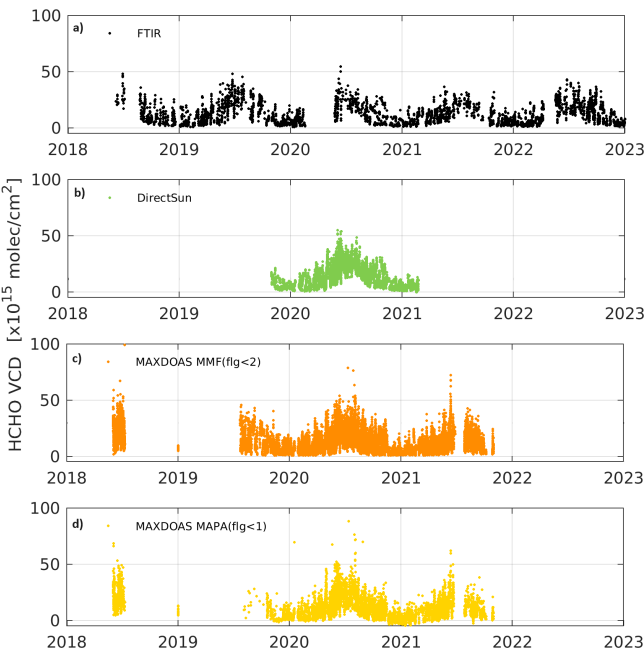 HCHO VCD [x10^15 molec/cm^2]
a) FTIR
100
50
0
2018 2019 2020 2021 2022 2023
b) DirectSun
100
50
0
2018 2019 2020 2021 2022 2023
c) MAXDOAS MMF(flg<2)
100
50
0
2018 2019 2020 2021 2022 2023
d) MAXDOAS MAPA(flg<1)
100
50
0
2018 2019 2020 2021 2022 2023